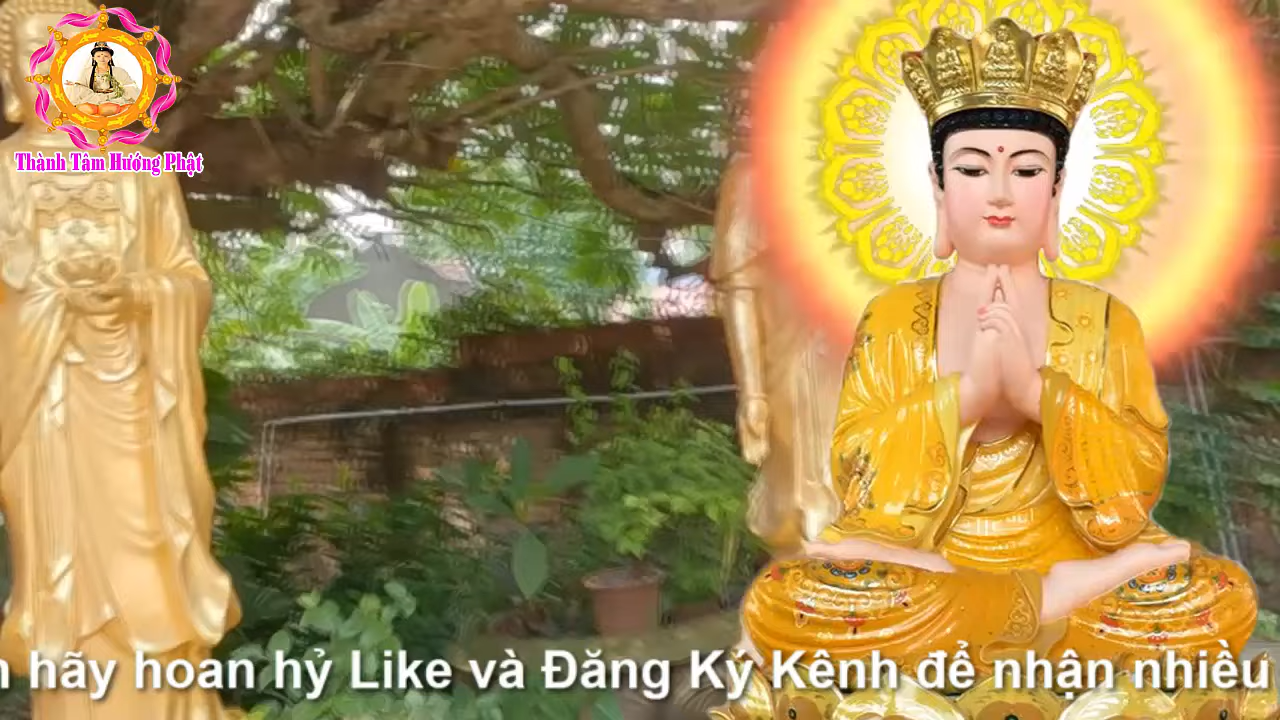 Thành Tâm Hướng Phật
hãy hoan hỷ Like và Đăng Ký Kênh để nhận nhiều